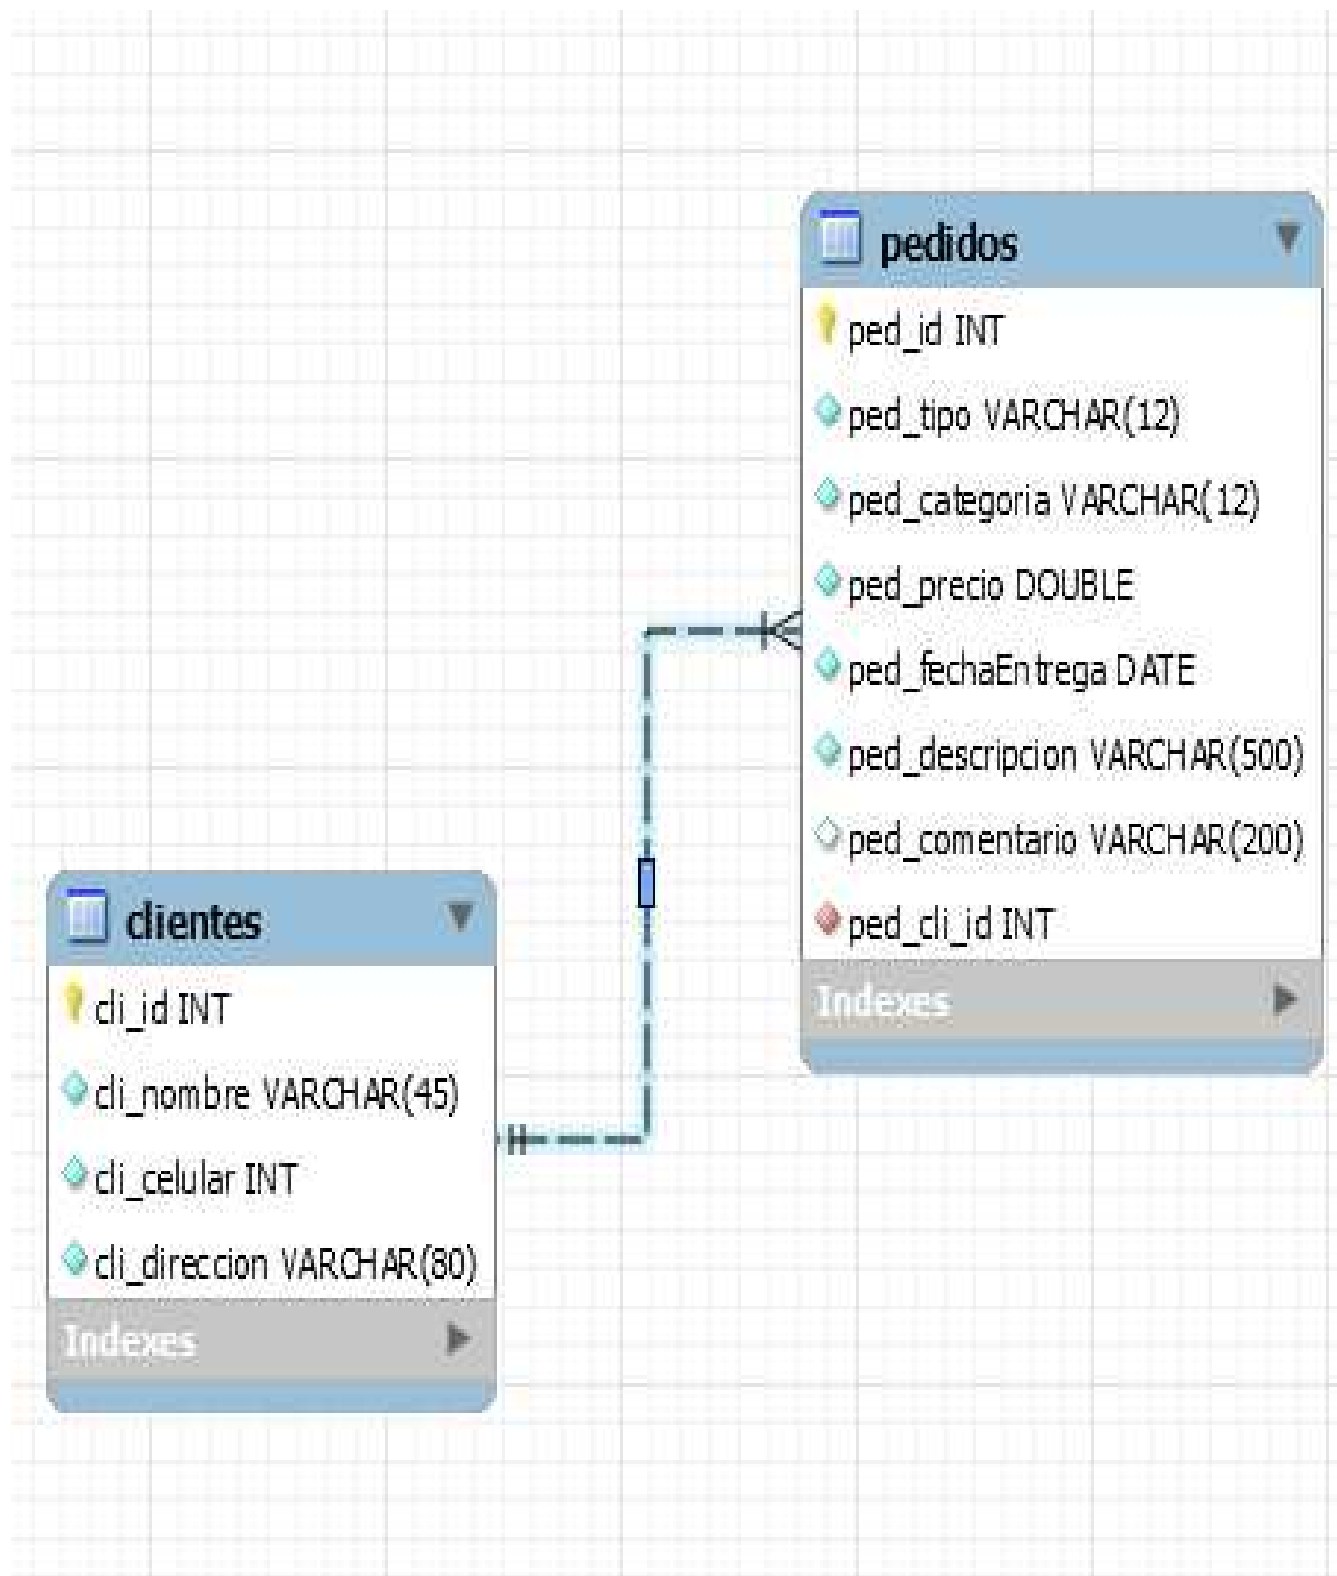 pedidos
ped_id INT
ped_tipo VARCHAR(12)
ped_categoria VARCHAR(12)
ped_precio DOUBLE
ped_fechaEntrega DATE
ped_descripcion VARCHAR(500)
ped_comentario VARCHAR(200)
ped_cli_id INT
Indexes
clientes
cli_id INT
cli_nombre VARCHAR(45)
cli_celular INT
cli_direccion VARCHAR(80)
Indexes